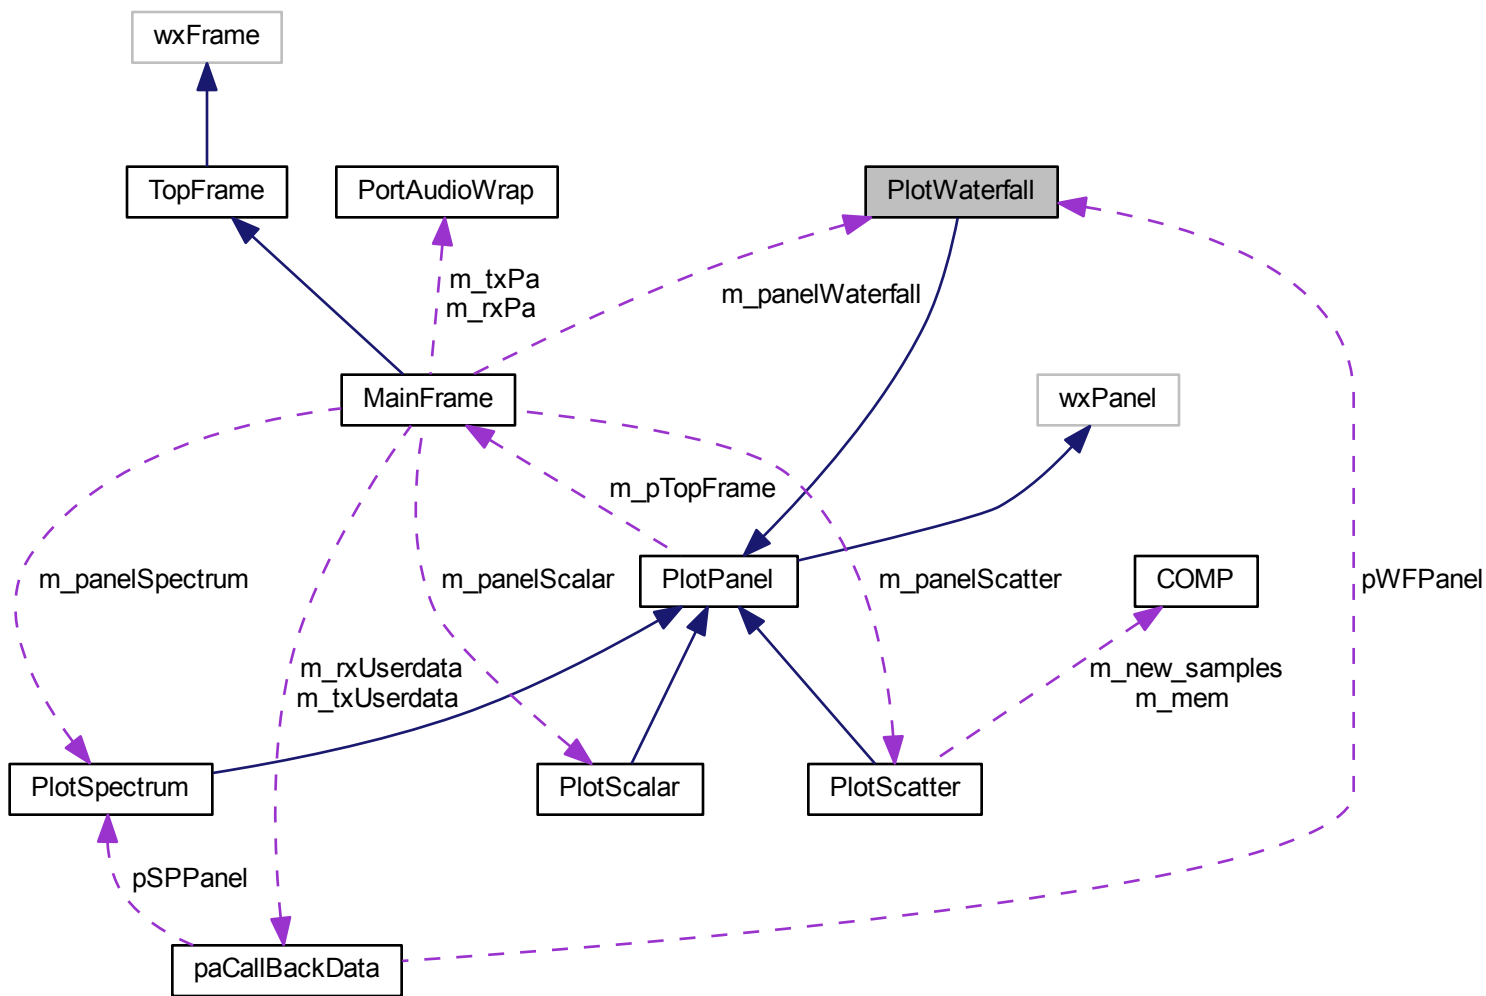 wxFrame
TopFrame
PortAudioWrap
PlotWaterfall
m_txPa
m_rxPa
m_panelWaterfall
MainFrame
wxPanel
m_pTopFrame
m_panelSpectrum
m_panelScalar
PlotPanel
m_panelScatter
COMP
pWFPanel
m_rxUserdata
m_txUserdata
m_new_samples
m_mem
PlotSpectrum
PlotScalar
PlotScatter
pSPPanel
paCallBackData